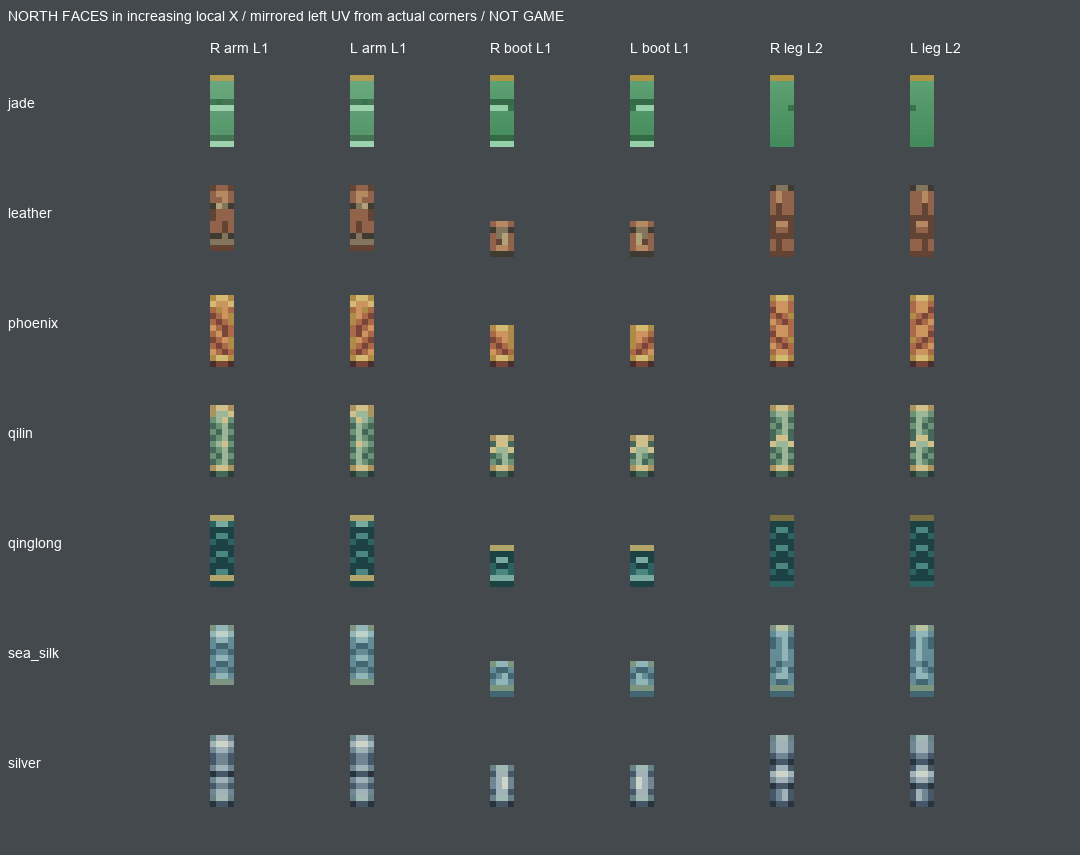 NORTH FACES in increasing local X / mirrored left UV from actual corners / NOT GAME
R arm L1 L arm L1 R boot L1 L boot L1 R leg L2 L leg L2
jade
leather
phoenix
qilin
qinglong
sea_silk
silver